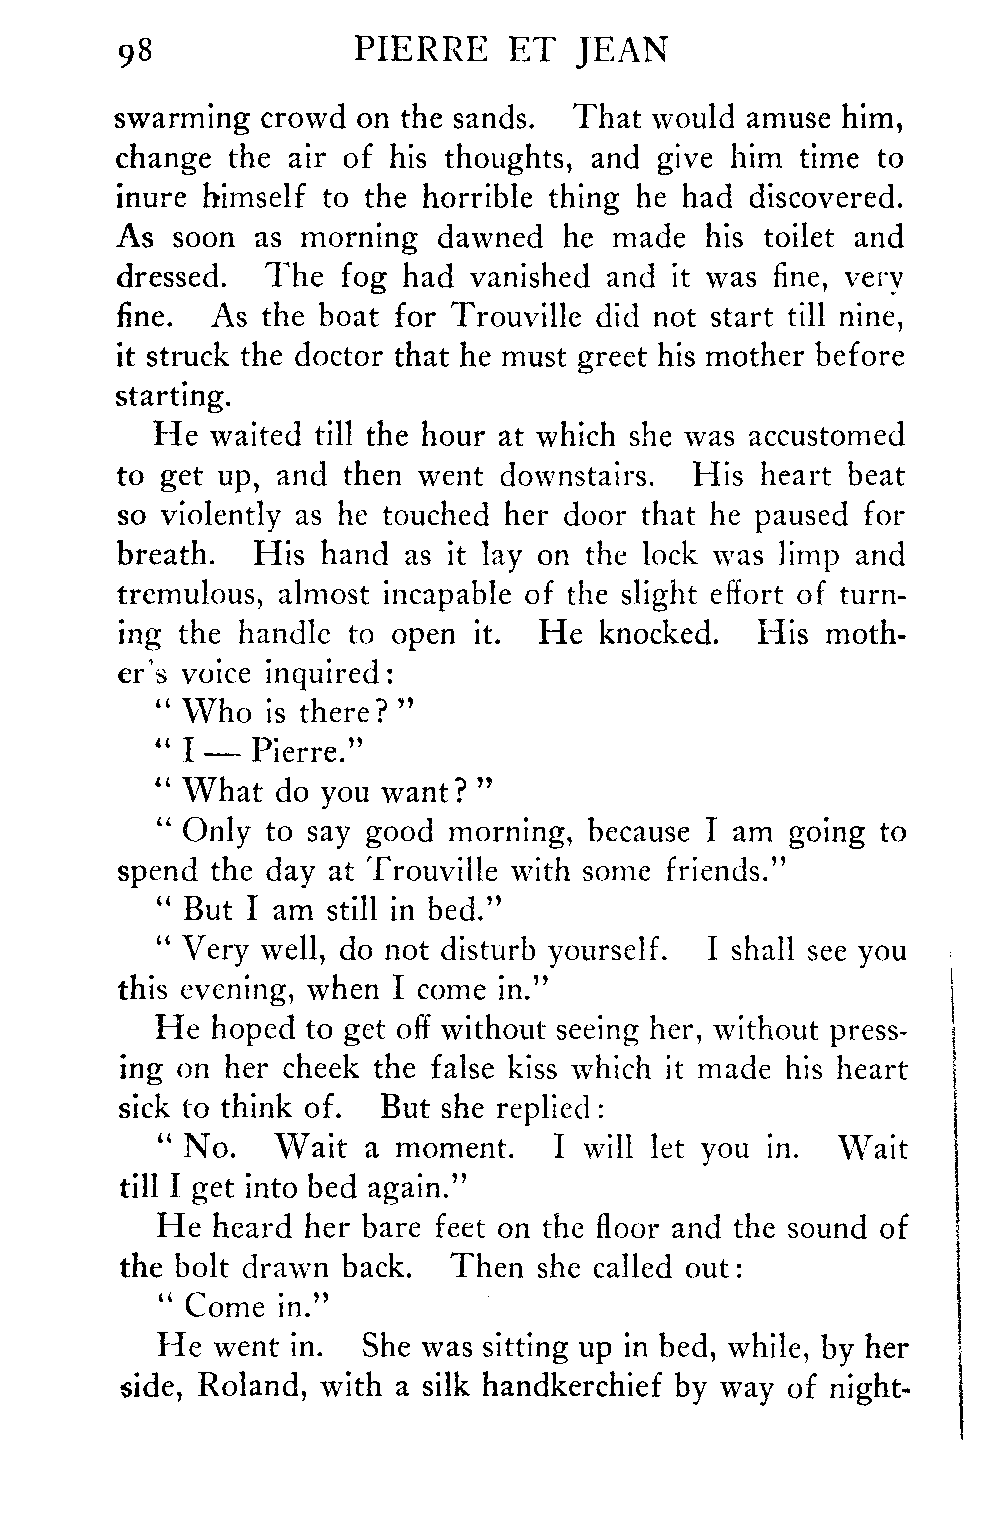 98 PIERRE ET JEAN
swarming crowd on the sands. That would amuse him,
change the air of his thoughts, and give him time to
inure himself to the horrible thing he had discovered.
As soon as morning dawned he made his toilet and
dressed. The fog had vanished and it was fine, very
fine. As the boat for Trouville did not start till nine,
it struck the doctor that he must greet his mother before
starting.
He waited till the hour at which she was accustomed
to get up, and then went downstairs. His heart beat
so violently as he touched her door that he paused for
breath. His hand as it lay on the lock was limp and
tremulous, almost incapable of the slight effort of turn-
ing the handle to open it. He knocked. His moth-
er's voice inquired:
" Who is there? "
" I — Pierre."
" What do you want? "
" Only to say good morning, because I am going to
spend the day at Trouville with some friends."
" But I am still in bed."
" Very well, do not disturb yourself. I shall see you
this evening, when I come in."
He hoped to get off without seeing her, without press-
ing on her cheek the false kiss which it made his heart
sick to think of. But she replied:
" No. Wait a moment. I will let you in. Wait
till I get into bed again."
He heard her bare feet on the floor and the sound of
the bolt drawn back. Then she called out:
" Come in."
He went in. She was sitting up in bed, while, by her
side, Roland, with a silk handkerchief by way of night-